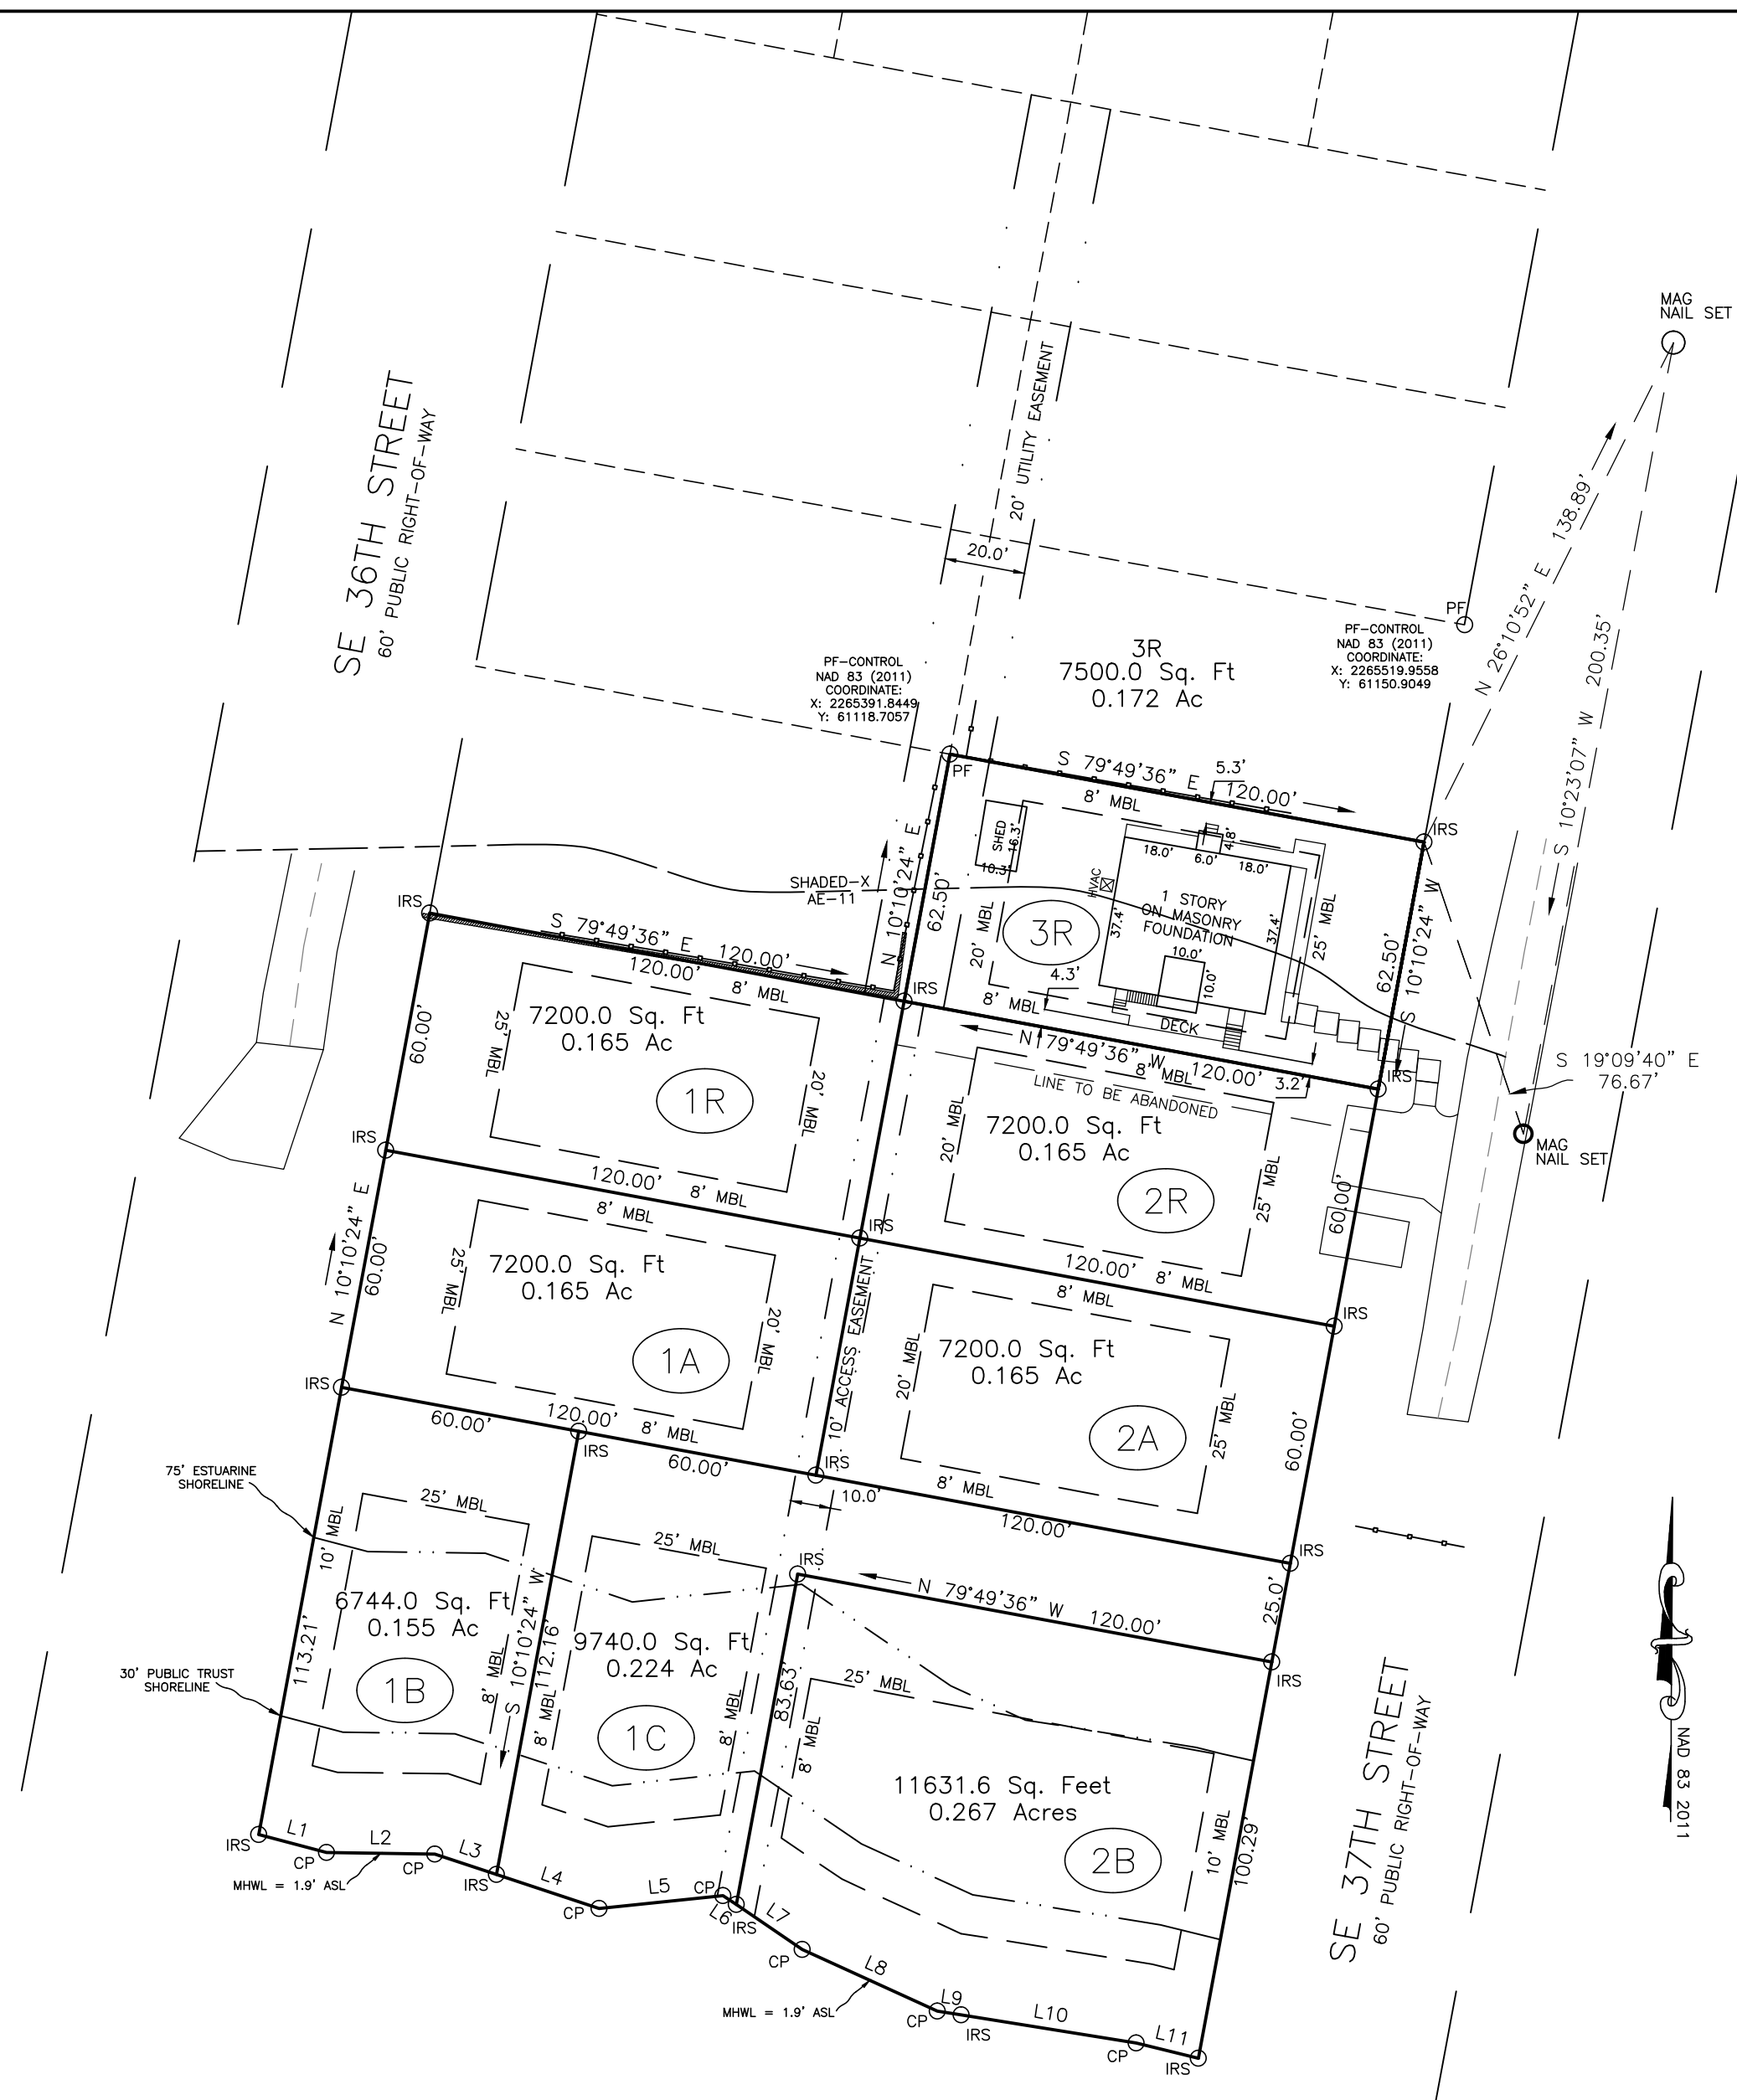 MAG
NAIL SET
SE 36TH STREET
60' PUBLIC RIGHT-OF-WAY
20' UTILITY EASEMENT
20.0'
N 26°10'52" E 138.89'
S 10°23'07" W 200.35'
PF
PF-CONTROL
NAD 83 (2011)
COORDINATE:
X: 2265519.9558
Y: 61150.9049
PF-CONTROL
NAD 83 (2011)
COORDINATE:
X: 2265391.8449
Y: 61118.7057
3R
7500.0 Sq. Ft
0.172 Ac
PF
S 79°49'36" E 120.00'
5.3'
8' MBL
IRS
SHED
16.3'
10.3'
18.0'
6.0'
4.8'
18.0'
HVAC
1 STORY
ON MASONRY
FOUNDATION
37.4'
37.4'
10.0'
10.0'
25' MBL
3R
20' MBL
4.3'
8' MBL
DECK
N 10°10'24" E
62.50'
62.50'
S 10°10'24" W
SHADED-X
AE-11
IRS
S 79°49'36" E 120.00'
120.00'
8' MBL
IRS
N 79°49'36" W 120.00'
8' MBL
3.2'
IRS
LINE TO BE ABANDONED
S 19°09'40" E
76.67'
MAG
NAIL SET
60.00'
7200.0 Sq. Ft
0.165 Ac
25' MBL
20' MBL
1R
7200.0 Sq. Ft
0.165 Ac
20' MBL
25' MBL
2R
60.00'
IRS
120.00'
8' MBL
8' MBL
IRS
120.00'
8' MBL
8' MBL
IRS
N 10°10'24" E
60.00'
7200.0 Sq. Ft
0.165 Ac
25' MBL
20' MBL
1A
10' ACCESS EASEMENT
7200.0 Sq. Ft
0.165 Ac
20' MBL
25' MBL
2A
60.00'
IRS
60.00'
120.00'
8' MBL
IRS
60.00'
IRS
10.0'
8' MBL
120.00'
IRS
75' ESTUARINE
SHORELINE
10' MBL
25' MBL
25' MBL
IRS
N 79°49'36" W 120.00'
25.0'
IRS
6744.0 Sq. Ft
0.155 Ac
1B
113.21'
8' MBL
S 10°10'24" W
112.16'
9740.0 Sq. Ft
0.224 Ac
1C
8' MBL
8' MBL
83.63'
30' PUBLIC TRUST
SHORELINE
25' MBL
8' MBL
11631.6 Sq. Feet
0.267 Acres
2B
10' MBL
100.29'
SE 37TH STREET
60' PUBLIC RIGHT-OF-WAY
NAD 83 2011
IRS
L1
CP
L2
CP
L3
IRS
L4
CP
L5
CP
L6
IRS
L7
CP
L8
CP
L9
IRS
L10
CP
L11
IRS
MHWL = 1.9' ASL
MHWL = 1.9' ASL